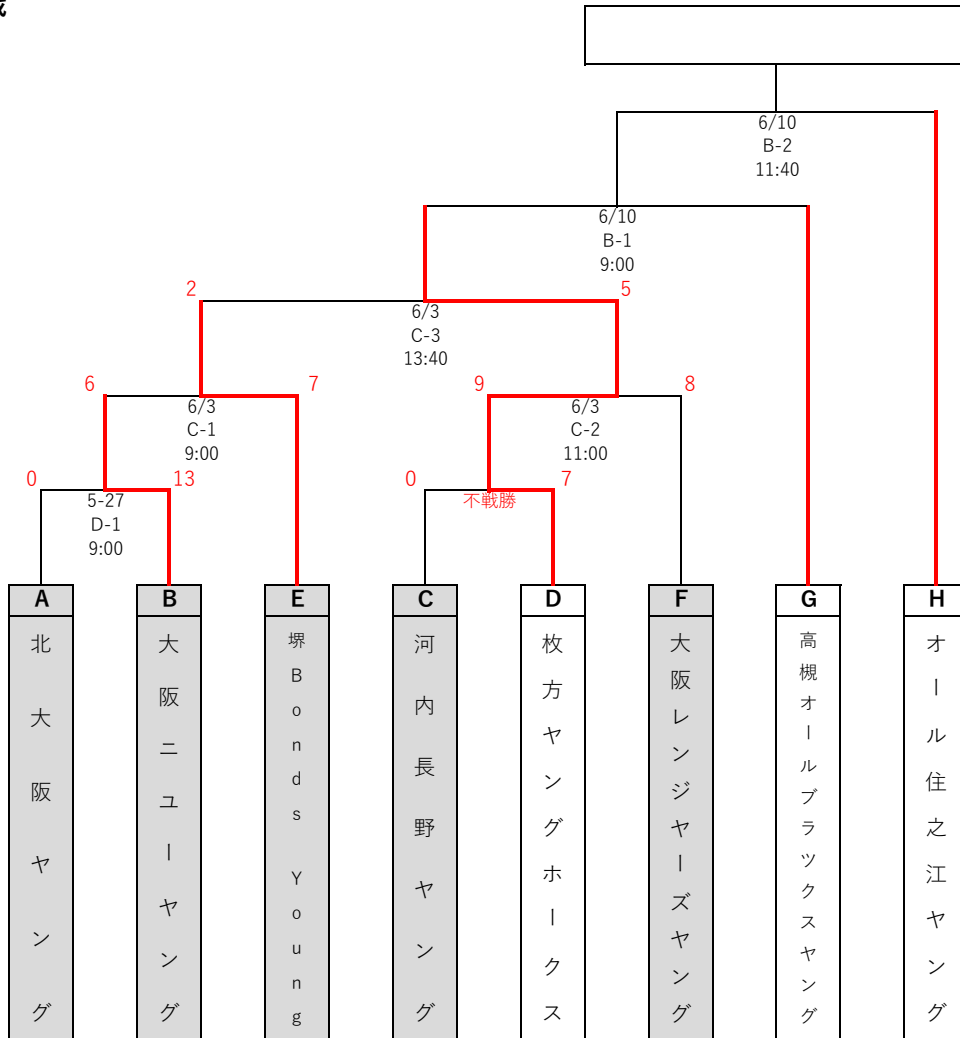 6/10
B-2
11:40
6/10
B-1
9:00
2
5
6/3
C-3
13:40
6
7
9
8
6/3
C-1
9:00
6/3
C-2
11:00
0
13
0
7
5-27
D-1
9:00
不戦勝
A
B
E
C
D
F
G
H
北大阪ヤング
大阪ニユーヤング
堺Bonds Young
河内長野ヤング
枚方ヤングホークス
大阪レンジヤーズヤング
高槻オールブラツクスヤング
オール住之江ヤング